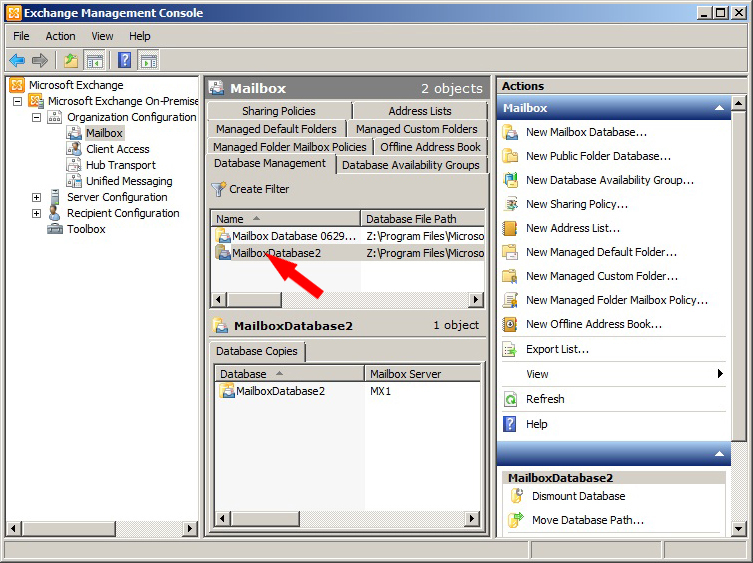 Exchange Management Console
File Action View Help
Microsoft Exchange
Microsoft Exchange On-Premise
Organization Configuration
Mailbox
Client Access
Hub Transport
Unified Messaging
Server Configuration
Recipient Configuration
Toolbox
Mailbox 2 objects
Sharing Policies Address Lists
Managed Default Folders Managed Custom Folders
Managed Folder Mailbox Policies Offline Address Book
Database Management Database Availability Groups
Create Filter
Name Database File Path
Mailbox Database 0629... Z:\Program Files\Microso
MailboxDatabase2 Z:\Program Files\Microso
MailboxDatabase2 1 object
Database Copies
Database Mailbox Server
MailboxDatabase2 MX1
Actions
Mailbox
New Mailbox Database...
New Public Folder Database...
New Database Availability Group...
New Sharing Policy...
New Address List...
New Managed Default Folder...
New Managed Custom Folder...
New Managed Folder Mailbox Policy...
New Offline Address Book...
Export List...
View
Refresh
Help
MailboxDatabase2
Dismount Database
Move Database Path...